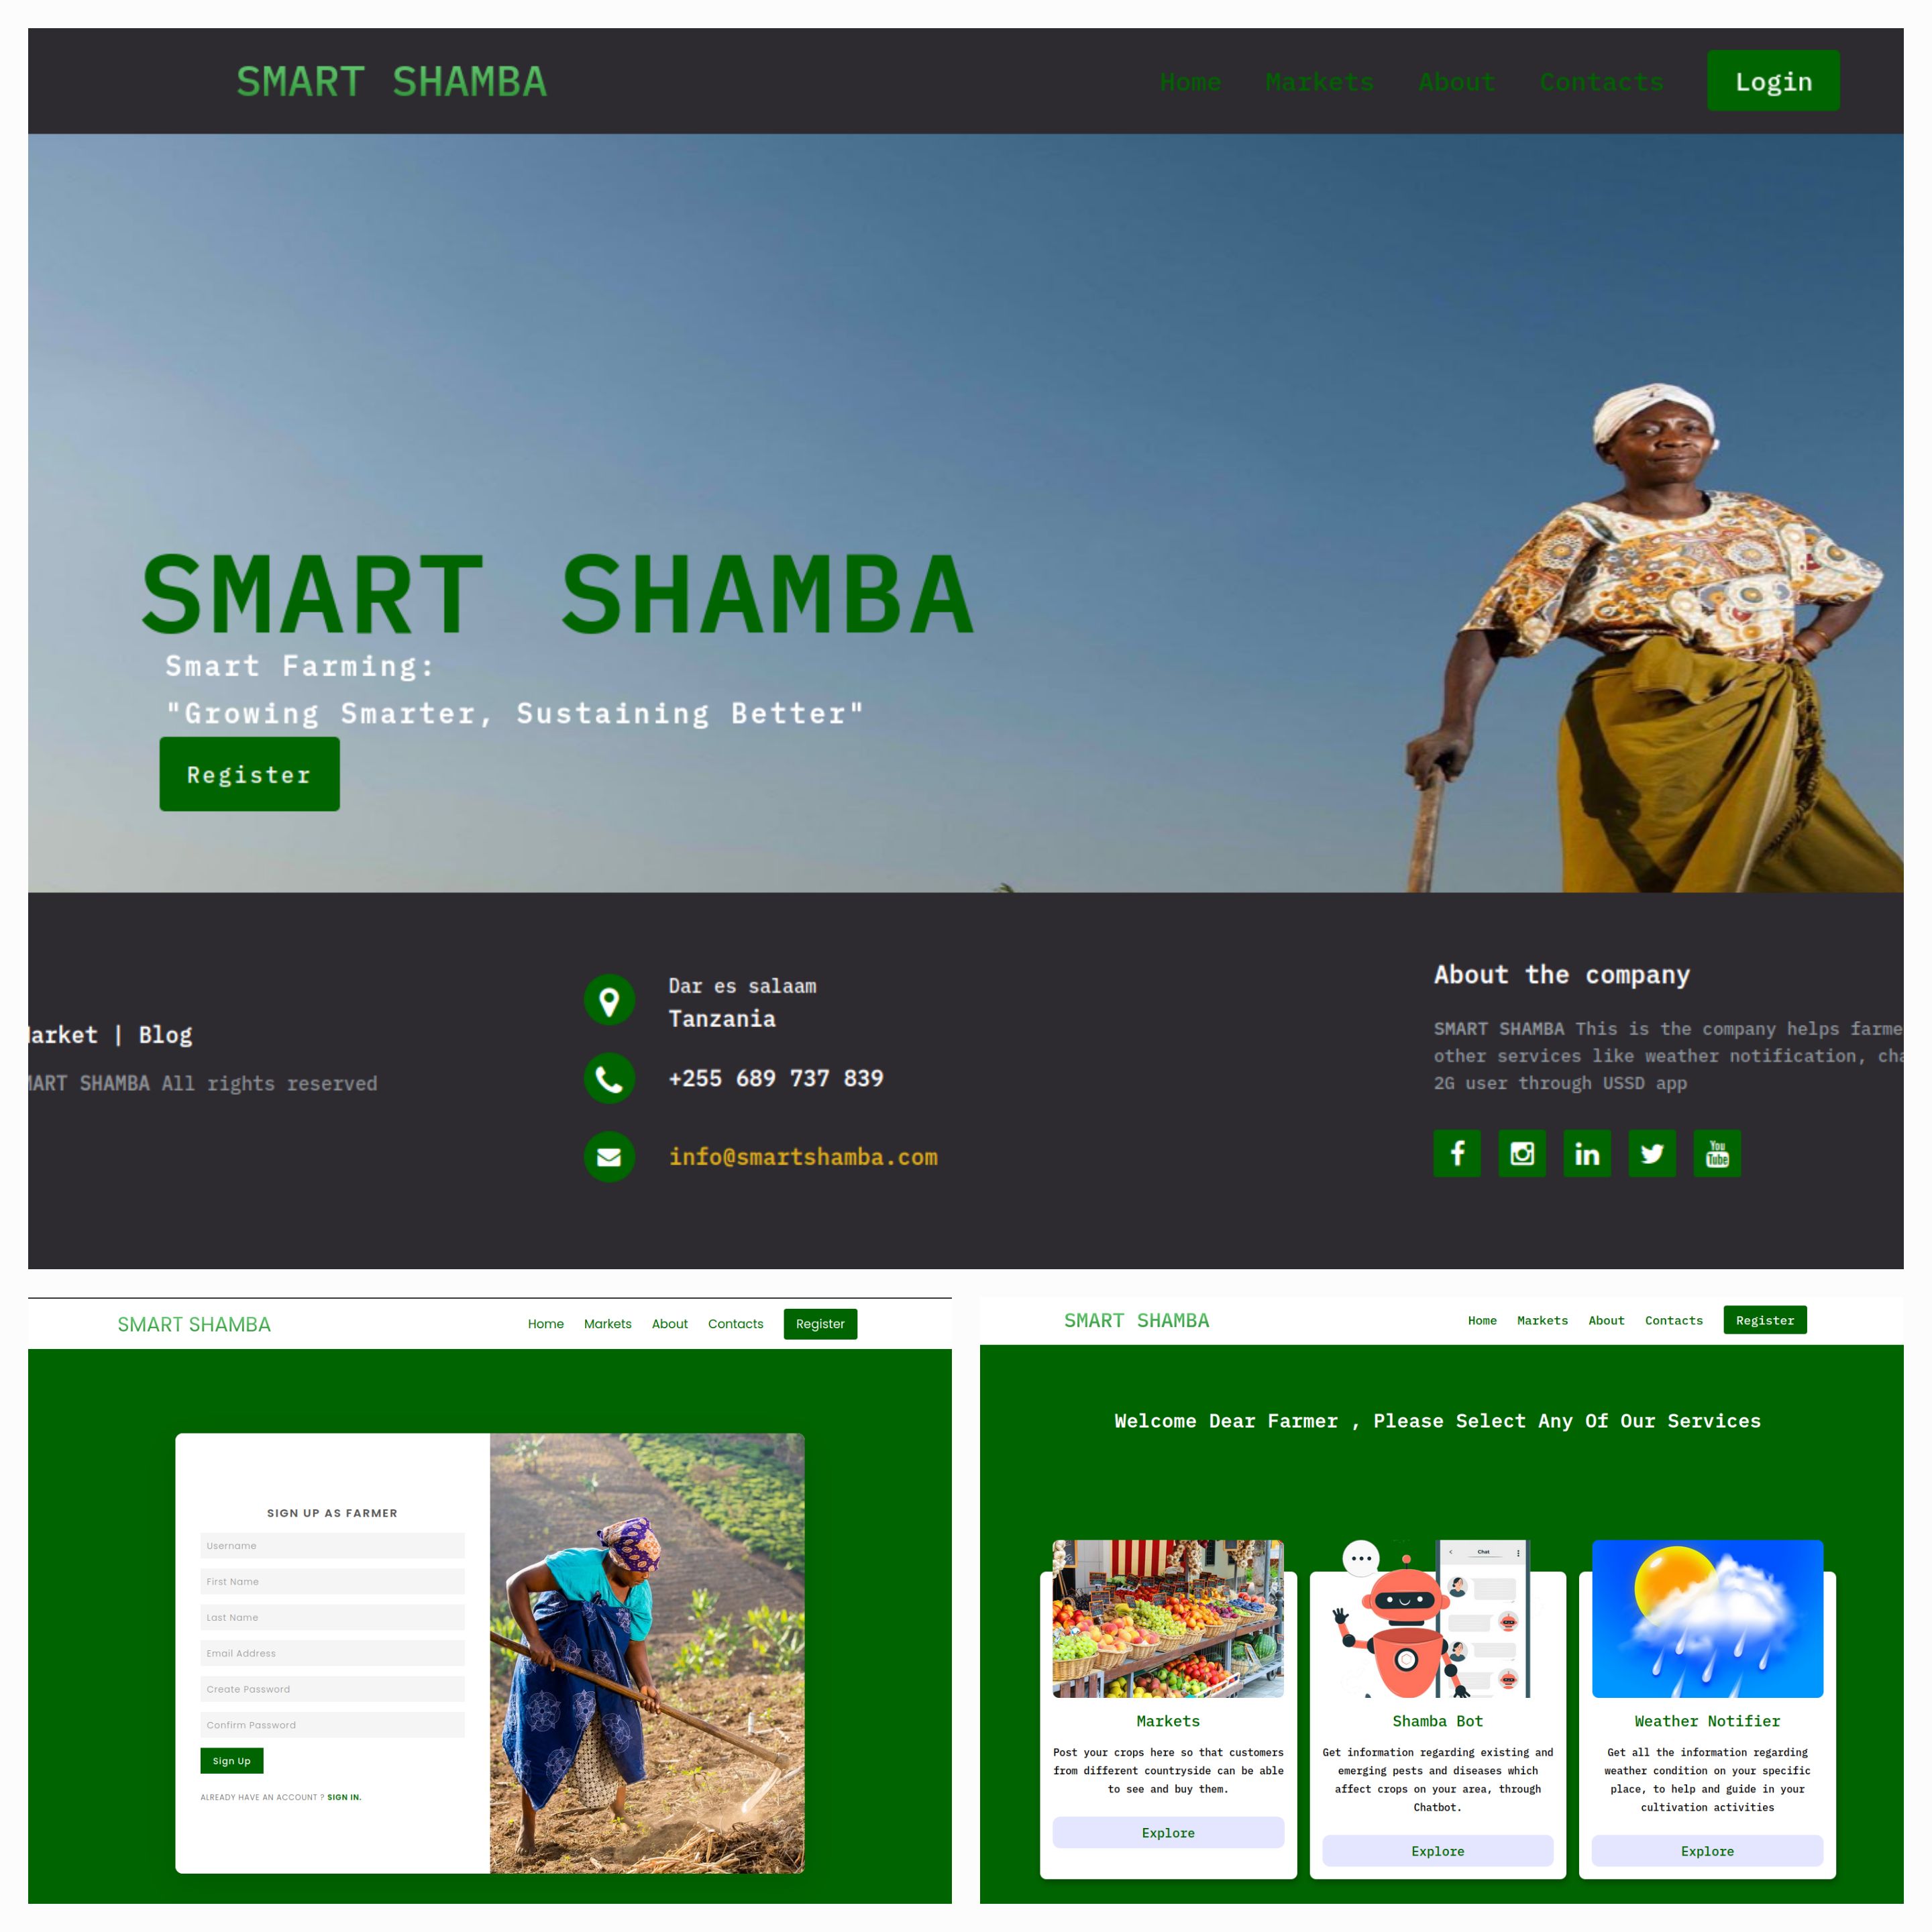 SMART SHAMBA
Home Markets About Contacts Login
SMART SHAMBA
Smart Farming:
"Growing Smarter, Sustaining Better"
Register
arket | Blog
ART SHAMBA All rights reserved
Dar es salaam
Tanzania
+255 689 737 839
info@smartshamba.com
About the company
SMART SHAMBA This is the company helps farme
other services like weather notification, cha
2G user through USSD app
You
Tube
SMART SHAMBA
Home Markets About Contacts Register
SIGN UP AS FARMER
Username
First Name
Last Name
Email Address
Create Password
Confirm Password
Sign Up
ALREADY HAVE AN ACCOUNT ? SIGN IN.
SMART SHAMBA
Home Markets About Contacts Register
Welcome Dear Farmer , Please Select Any Of Our Services
Chat
Markets
Post your crops here so that customers
from different countryside can be able
to see and buy them.
Explore
Shamba Bot
Get information regarding existing and
emerging pests and diseases which
affect crops on your area, through
Chatbot.
Explore
Weather Notifier
Get all the information regarding
weather condition on your specific
place, to help and guide in your
cultivation activities
Explore